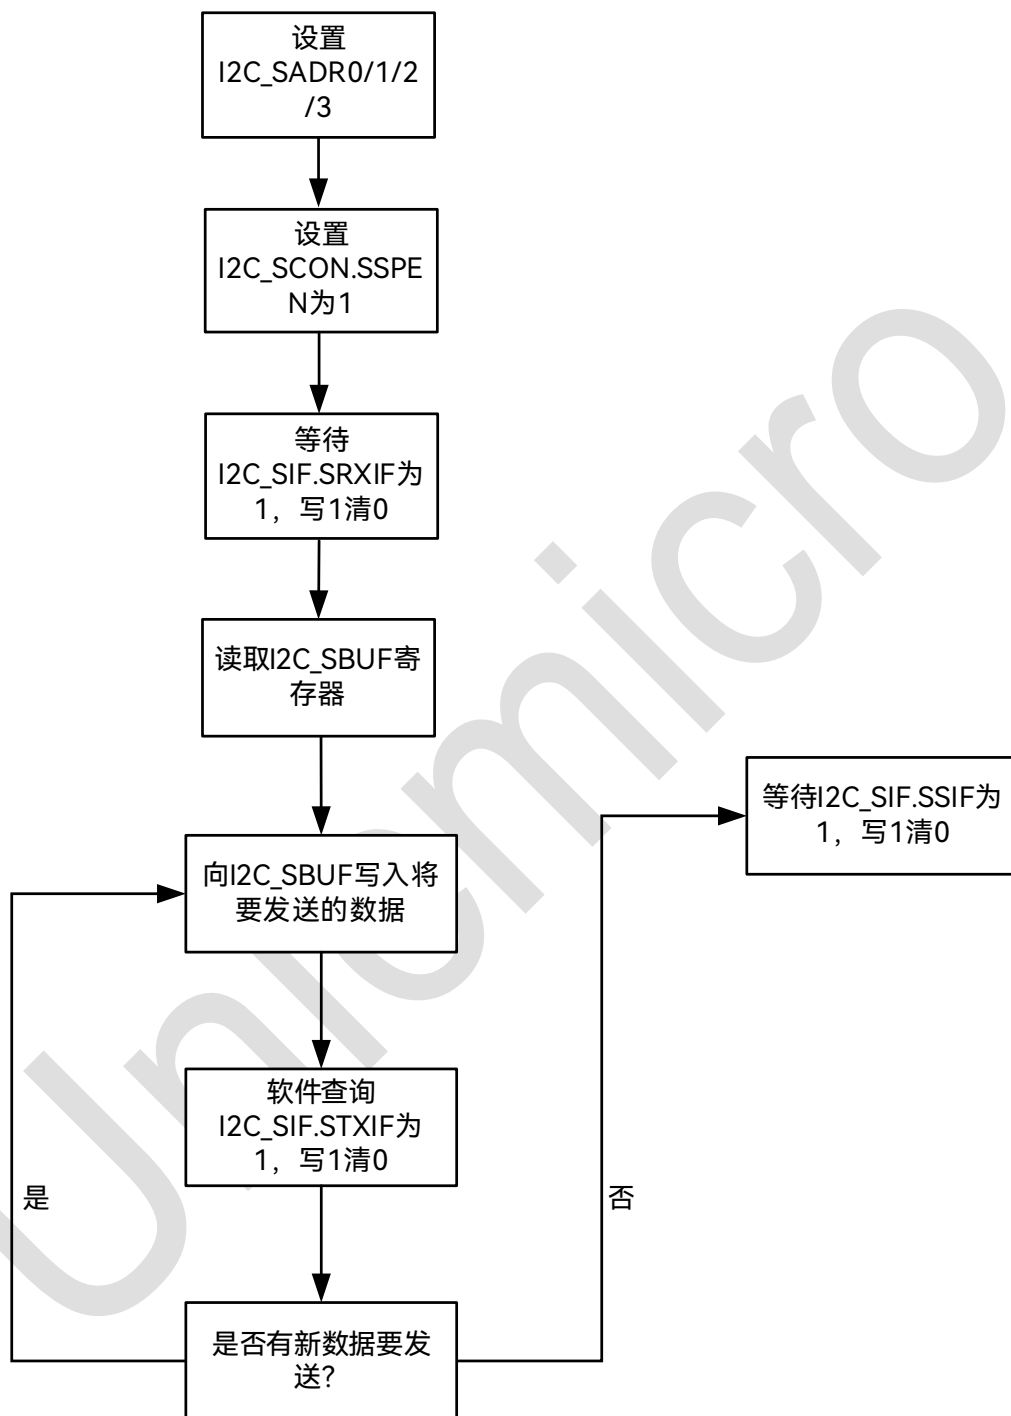 设置
I2C_SADR0/1/2
/3
设置
I2C_SCON.SSPE
N为1
等待
I2C_SIF.SRXIF为
1，写1清0
读取I2C_SBUF寄
存器
向I2C_SBUF写入将
要发送的数据
软件查询
I2C_SIF.STXIF为
1，写1清0
是否有新数据要发
送?
是
否
等待I2C_SIF.SSIF为
1，写1清0
Unicmicro